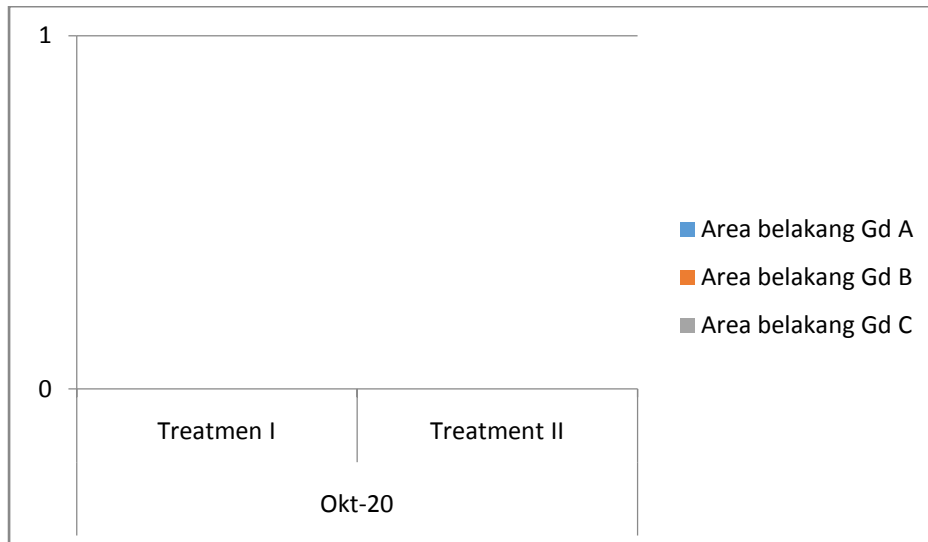 1
0
Treatmen I
Treatment II
Okt-20
Area belakang Gd A
Area belakang Gd B
Area belakang Gd C